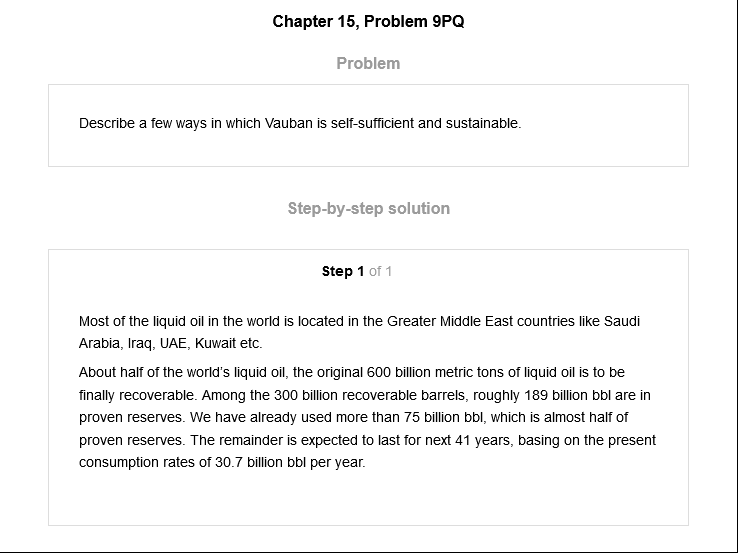 Chapter 15, Problem 9PQ
Problem
Describe a few ways in which Vauban is self-sufficient and sustainable.
Step-by-step solution
Step 1 of 1
Most of the liquid oil in the world is located in the Greater Middle East countries like Saudi
Arabia, Iraq, UAE, Kuwait etc.
About half of the world's liquid oil, the original 600 billion metric tons of liquid oil is to be
finally recoverable. Among the 300 billion recoverable barrels, roughly 189 billion bbl are in
proven reserves. We have already used more than 75 billion bbl, which is almost half of
proven reserves. The remainder is expected to last for next 41 years, basing on the present
consumption rates of 30.7 billion bbl per year.